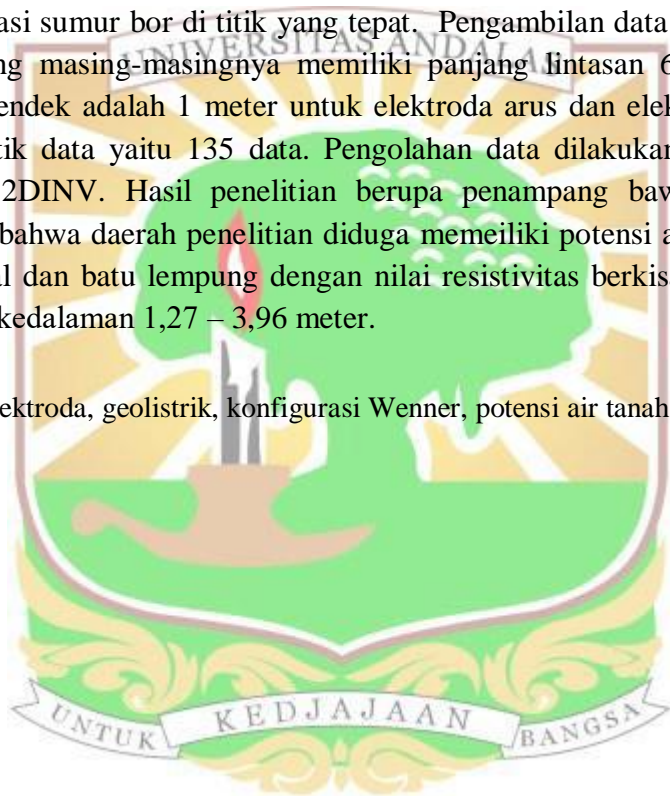 asi sumur bor di titik yang tepat. Pengambilan data
UNIVERSITAS ANDALAS
ng masing-masingnya memiliki panjang lintasan 6
endek adalah 1 meter untuk elektroda arus dan elek
tik data yaitu 135 data. Pengolahan data dilakukan
2DINV. Hasil penelitian berupa penampang baw
bahwa daerah penelitian diduga memeiliki potensi a
al dan batu lempung dengan nilai resistivitas berkisa
kedalaman 1,27 – 3,96 meter.
ektroda, geolistrik, konfigurasi Wenner, potensi air tanah
UNTUK KEDJAJAAN BANGSA